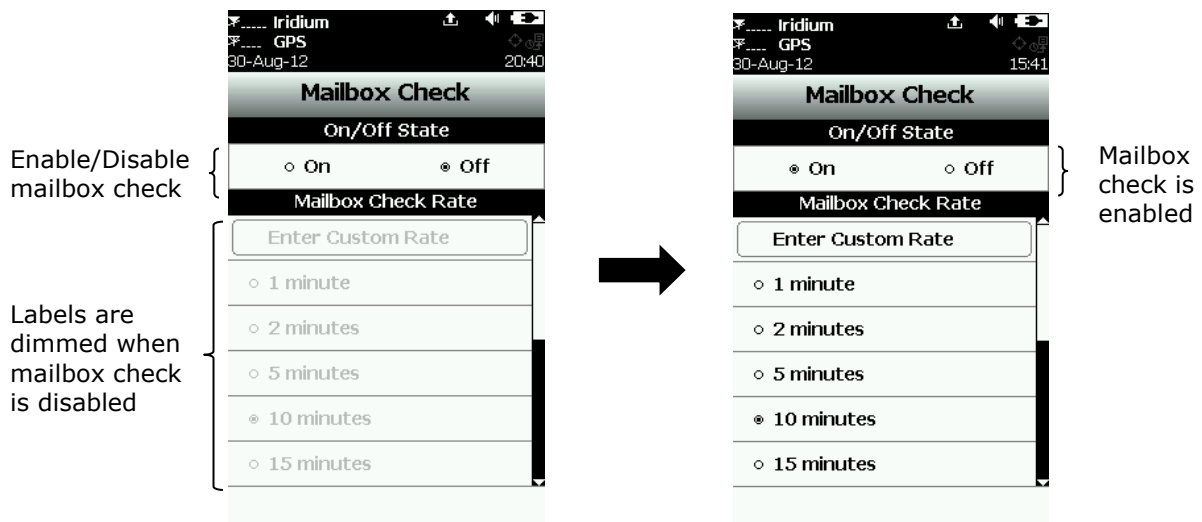 Enable/Disable
mailbox check
Labels are
dimmed when
mailbox check
is disabled
Iridium
GPS
30-Aug-12 20:40
Mailbox Check
On/Off State
On Off
Mailbox Check Rate
Enter Custom Rate
1 minute
2 minutes
5 minutes
10 minutes
15 minutes
Iridium
GPS
30-Aug-12 15:41
Mailbox Check
On/Off State
On Off
Mailbox Check Rate
Enter Custom Rate
1 minute
2 minutes
5 minutes
10 minutes
15 minutes
Mailbox
check is
enabled